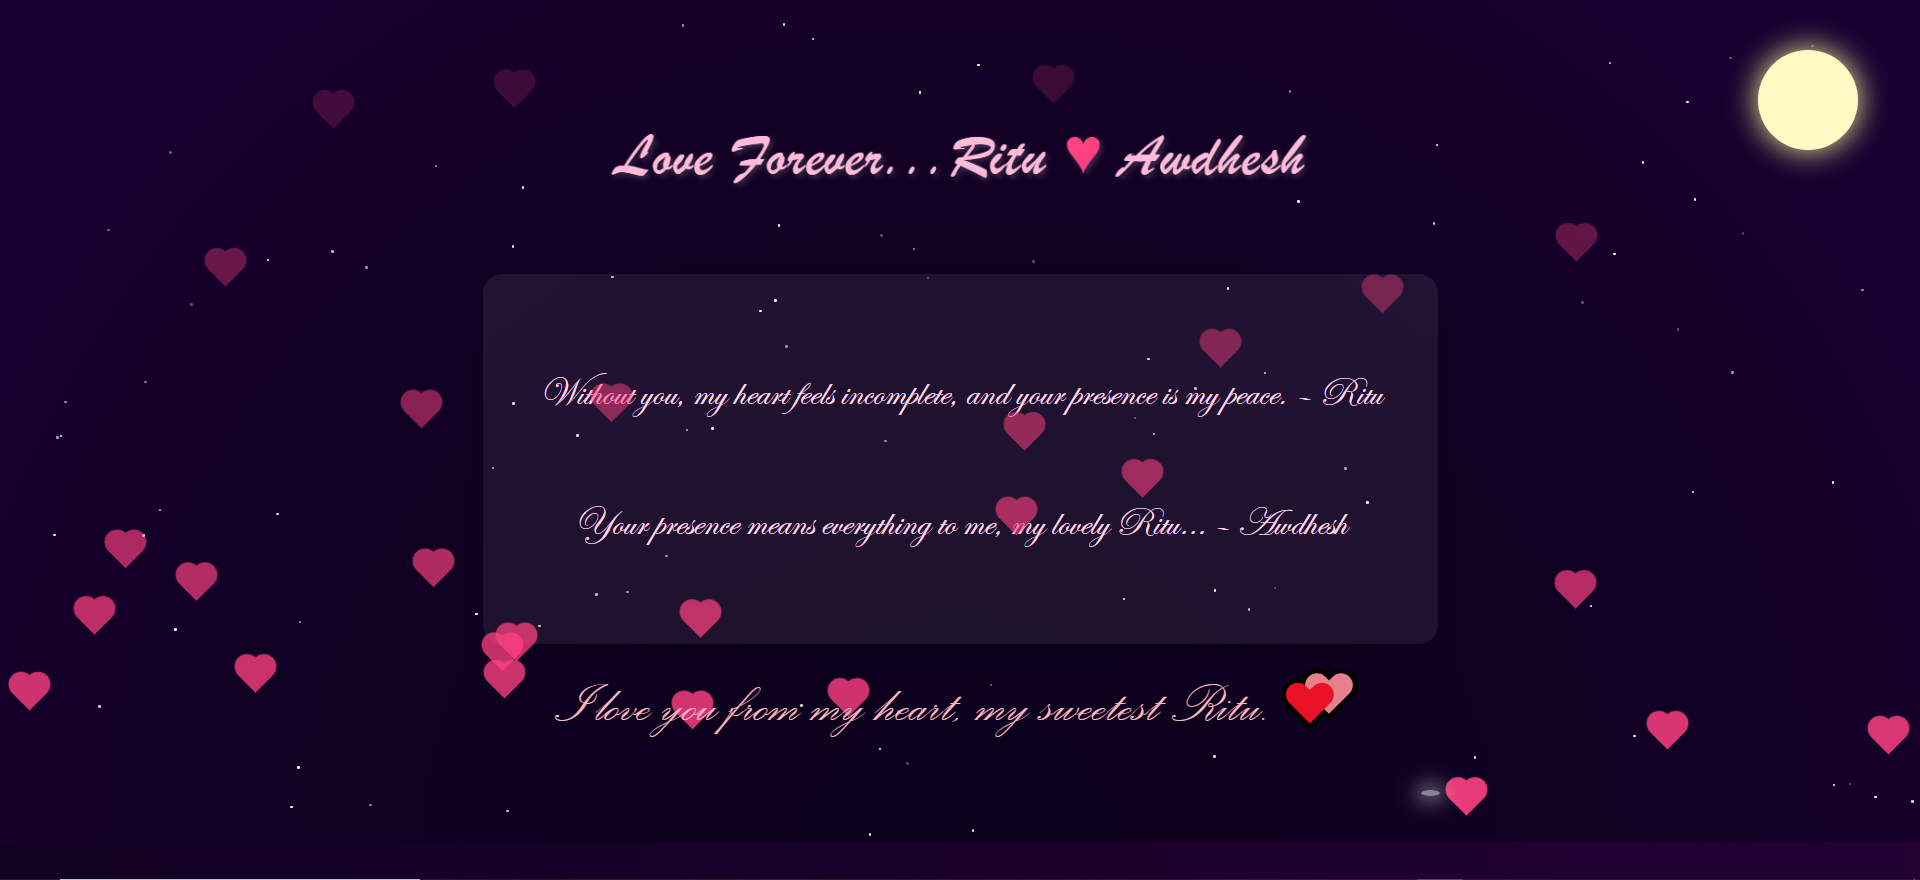 Love Forever...Ritu ♥ Awdhesh
Without you, my heart feels incomplete, and your presence is my peace. ~ Ritu
Your presence means everything to me, my lovely Ritu... ~ Awdhesh
I love you from my heart, my sweetest Ritu. 💕